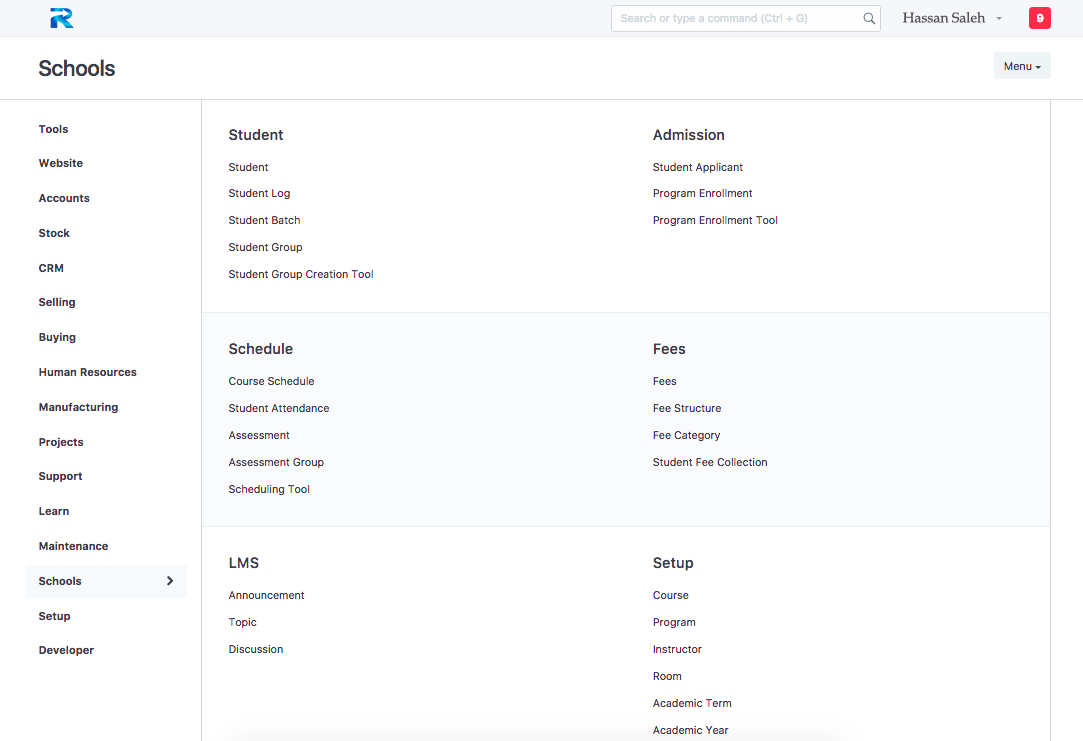 R
Search or type a command (Ctrl + G)
Hassan Saleh
9
Schools
Menu
Tools
Website
Accounts
Stock
CRM
Selling
Buying
Human Resources
Manufacturing
Projects
Support
Learn
Maintenance
Schools
Setup
Developer
Student
Student
Student Log
Student Batch
Student Group
Student Group Creation Tool
Admission
Student Applicant
Program Enrollment
Program Enrollment Tool
Schedule
Course Schedule
Student Attendance
Assessment
Assessment Group
Scheduling Tool
Fees
Fees
Fee Structure
Fee Category
Student Fee Collection
LMS
Announcement
Topic
Discussion
Setup
Course
Program
Instructor
Room
Academic Term
Academic Year